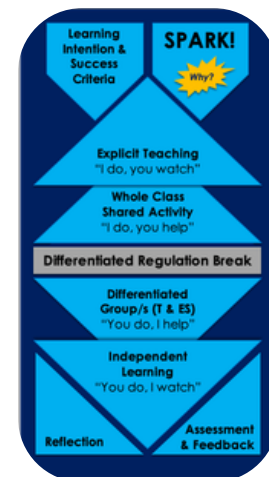 Learning
Intention &
Success
Criteria
SPARK!
Why?
Explicit Teaching
"I do, you watch"
Whole Class
Shared Activity
"I do, you help"
Differentiated Regulation Break
Differentiated
Group/s (T & ES)
"You do, I help"
Independent
Learning
"You do, I watch"
Reflection
Assessment
& Feedback